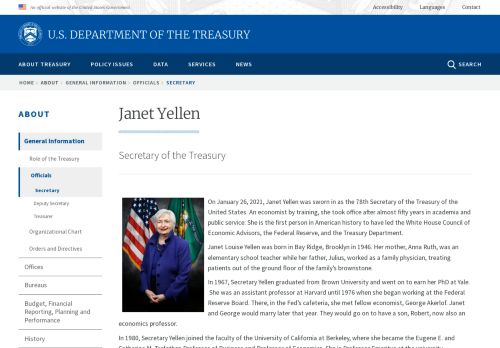 An official website of the United States Government
Accessibility Languages Contact
U.S. DEPARTMENT OF THE TREASURY
ABOUT TREASURY POLICY ISSUES DATA SERVICES NEWS SEARCH
HOME ABOUT GENERAL INFORMATION OFFICIALS SECRETARY
ABOUT
General Information
Role of the Treasury
Officials
Secretary
Deputy Secretary
Treasurer
Organizational Chart
Orders and Directives
Offices
Bureaus
Budget, Financial
Reporting, Planning and
Performance
History
Janet Yellen
Secretary of the Treasury
On January 26, 2021, Janet Yellen was sworn in as the 78th Secretary of the Treasury of the
United States. An economist by training, she took office after almost fifty years in academia and
public service. She is the first person in American history to have led the White House Council of
Economic Advisors, the Federal Reserve, and the Treasury Department.
Janet Louise Yellen was born in Bay Ridge, Brooklyn in 1946. Her mother, Anna Ruth, was an
elementary school teacher while her father, Julius, worked as a family physician, treating
patients out of the ground floor of the family's brownstone.
In 1967, Secretary Yellen graduated from Brown University and went on to earn her PhD at Yale.
She was an assistant professor at Harvard until 1976 when she began working at the Federal
Reserve Board. There, in the Fed's cafeteria, she met fellow economist, George Akerlof. Janet
and George would marry later that year. They would go on to have a son, Robert, now also an
economics professor.
In 1980, Secretary Yellen joined the faculty of the University of California at Berkeley, where she became the Eugene E. and